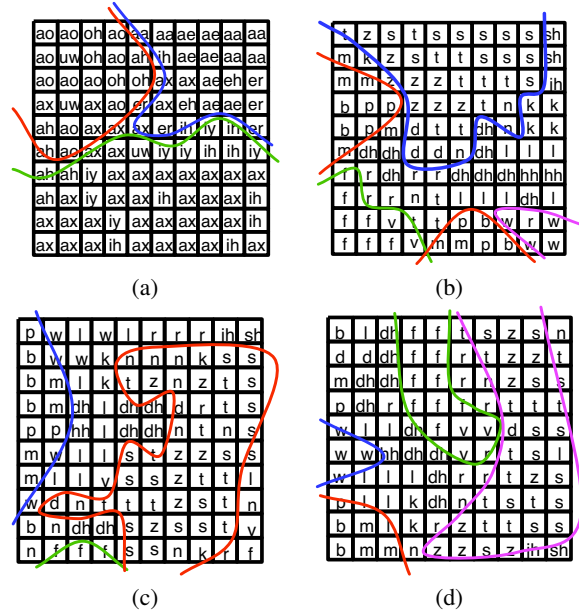 ao ao oh ao aa aa ae ae aa aa
ao uw oh ao ah ih ae ae aa aa
ao ao ao oh oh ax ax ae eh er
ax uw ax ao er ax eh ae ae er
ah ao ax ax ax er ih iy ih er
ah ao ax ax uw iy iy ih ih iy
ah ah iy ax ax ax ax ax ax ax
ah ax iy ax ax ih ax ax ax ax
ax ax ax iy ax ax ax ax ih ih
ax ax ax ih ax ax ax ax ih ax
(a)
t z s t s s s s s sh
m k z s t t s s s sh
m m z z t t t s ih
b p p z z z t n k k
b p m d t t dh k
m dh dh d d n dh l l l
r dh r r dh dh dh hh hh
f r n t l l l dh l
f f v t p b w r w
f f f v m m p b w w
(b)
p w l w l r r r ih sh
b w w k n n n k s s
b m l k t z n z t s
b m dh l dh dh d r t s
p p hh l dh dh n t n s
m w l l s t z z s s
m l v s s z t t
w d n t t t z s t n
b n dh dh s z s s t v
n f f f s s n k r f
(c)
b l dh f f t s z s n
d d dh f f t t z z t
m dh dh f f r n z s s
p dh r f f f r t t t
w l l dh f v v d s s
w w hh dh dh v r t s l
w l l l dh r r t z s
p l l k dh n t t s t s
b m l k r z t t s s
b m m n z z s z ih sh
(d)